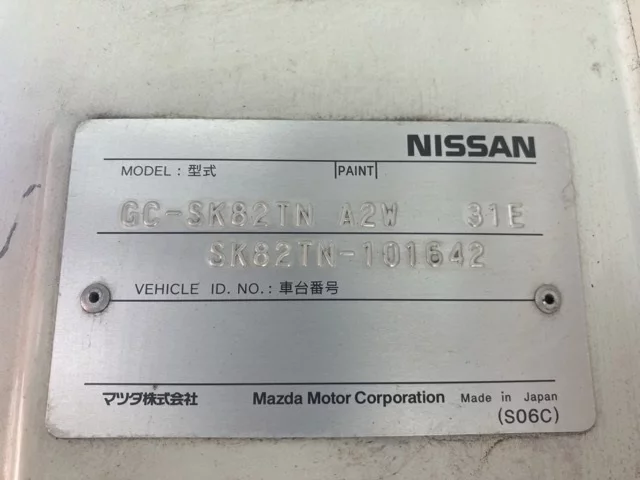 NISSAN
MODEL : 型式 |PAINT|
GC-SK82TN A2W 31E
SK82TN-101642
VEHICLE ID. NO. : 車台番号
マツダ株式会社 Mazda Motor Corporation Made in Japan
(S06C)